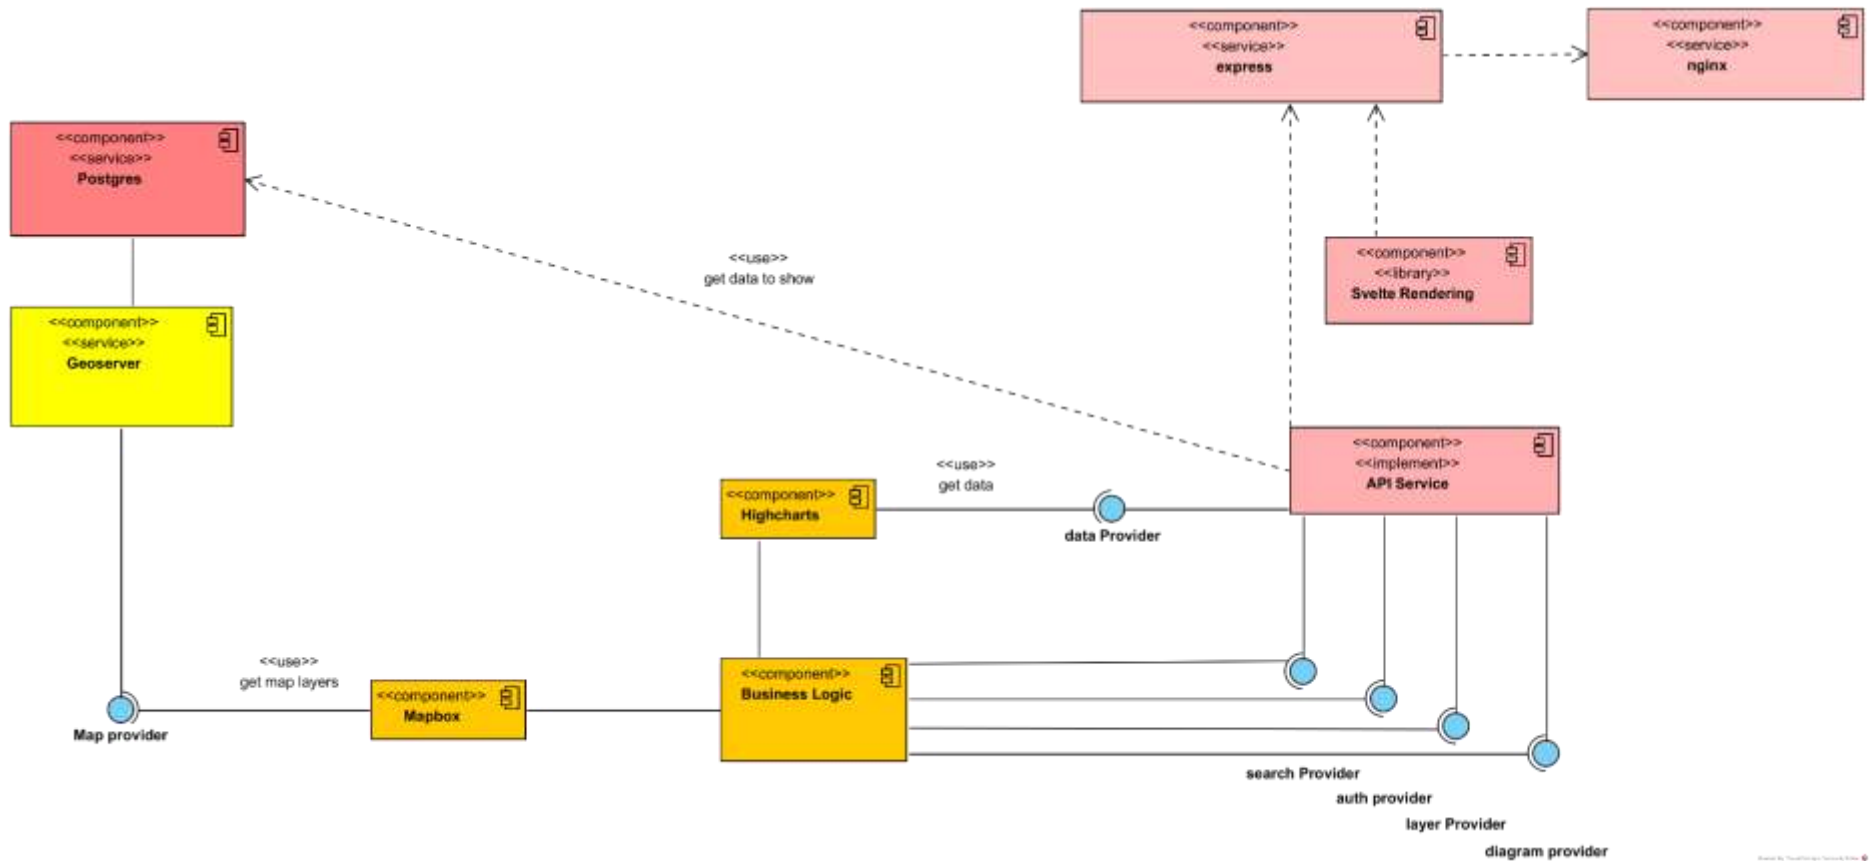 <<component>>
<<service>>
express
<<component>>
<<service>>
nginx
<<component>>
<<service>>
Postgres
<<use>>
get data to show
<<component>>
<<library>>
Svelte Rendering
<<component>>
<<service>>
Geoserver
<<component>>
<<implement>>
API Service
<<use>>
get data
<<component>>
Highcharts
data Provider
<<use>>
get map layers
<<component>>
Mapbox
<<component>>
Business Logic
Map provider
search Provider
auth provider
layer Provider
diagram provider